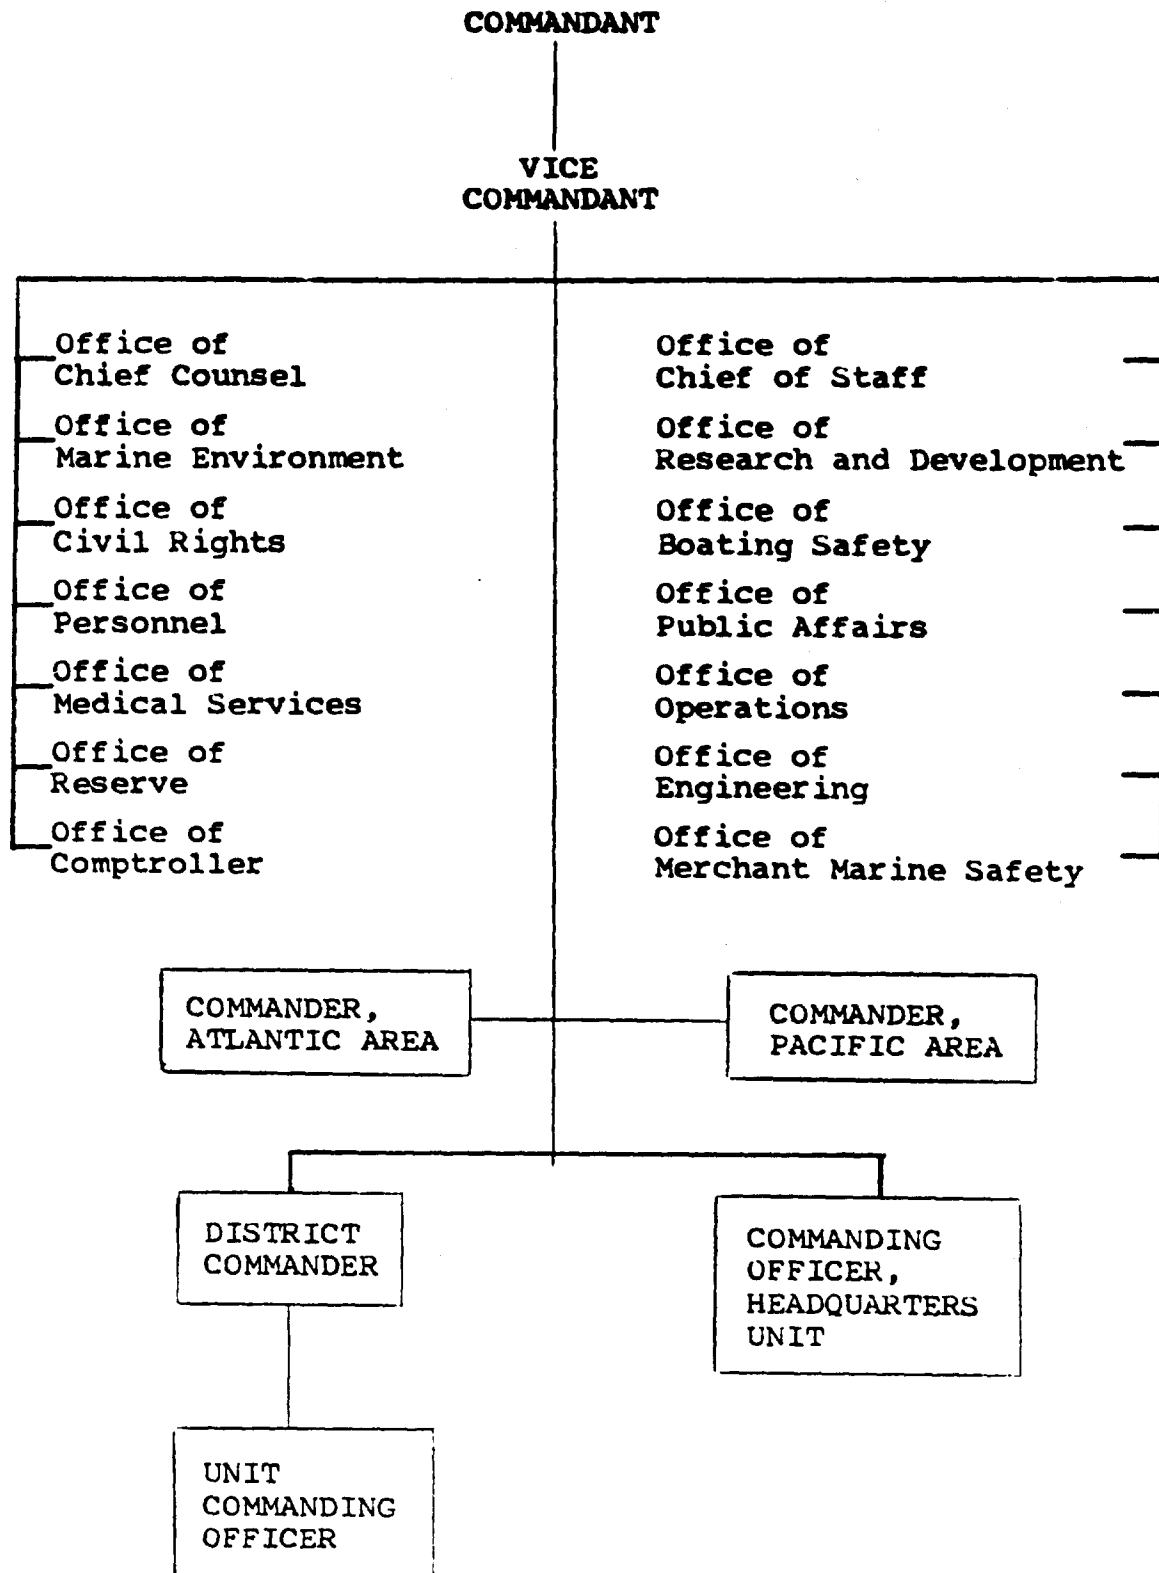 COMMANDANT
VICE
COMMANDANT
Office of
Chief Counsel
Office of
Marine Environment
Office of
Civil Rights
Office of
Personnel
Office of
Medical Services
Office of
Reserve
Office of
Comptroller
Office of
Chief of Staff
Office of
Research and Development
Office of
Boating Safety
Office of
Public Affairs
Office of
Operations
Office of
Engineering
Office of
Merchant Marine Safety
COMMANDER,
ATLANTIC AREA
COMMANDER,
PACIFIC AREA
DISTRICT
COMMANDER
COMMANDING
OFFICER,
HEADQUARTERS
UNIT
UNIT
COMMANDING
OFFICER